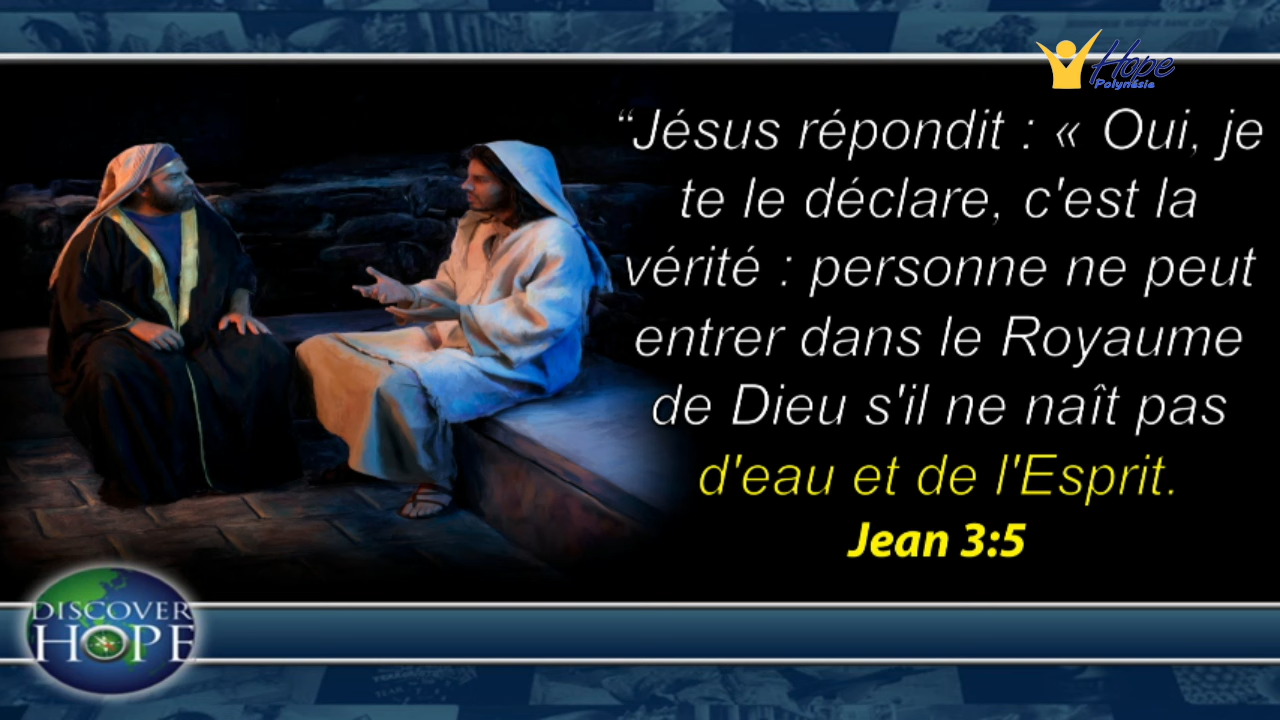 Hope
Polynésie
“Jésus répondit : « Oui, je
te le déclare, c'est la
vérité : personne ne peut
entrer dans le Royaume
de Dieu s'il ne naît pas
d'eau et de l'Esprit.
Jean 3:5
DISCOVER
HOPE